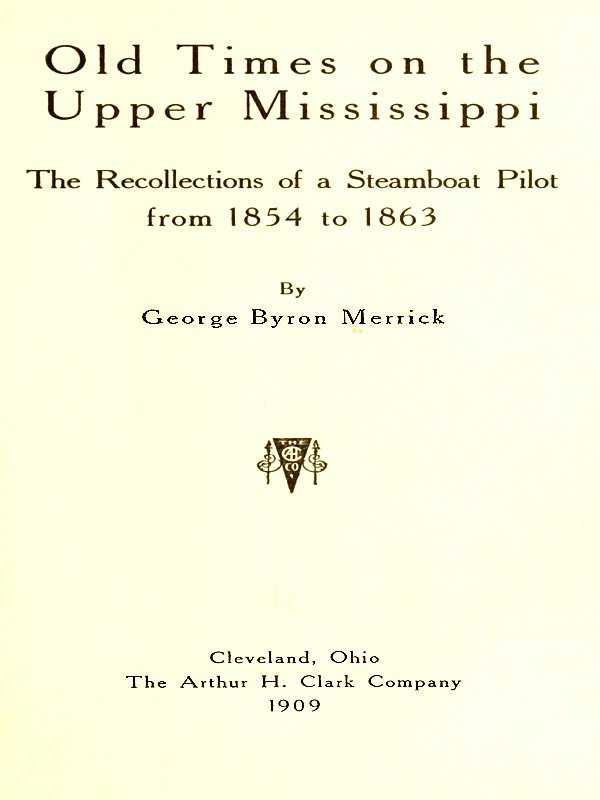 Old Times on the
Upper Mississippi
The Recollections of a Steamboat Pilot
from 1854 to 1863
By
George Byron Merrick
THE
AHC
CO
Cleveland, Ohio
The Arthur H. Clark Company
1909